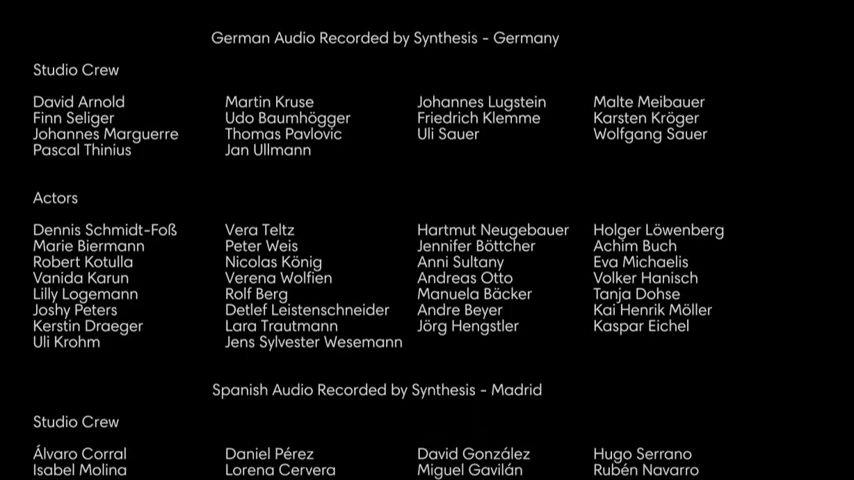 German Audio Recorded by Synthesis - Germany
Studio Crew
David Arnold Martin Kruse Johannes Lugstein Malte Meibauer
Finn Seliger Udo Baumhögger Friedrich Klemme Karsten Kröger
Johannes Marguerre Thomas Pavlovic Uli Sauer Wolfgang Sauer
Pascal Thinius Jan Ullmann
Actors
Dennis Schmidt-Foß Vera Teltz Hartmut Neugebauer Holger Löwenberg
Marie Biermann Peter Weis Jennifer Böttcher Achim Buch
Robert Kotulla Nicolas König Anni Sultany Eva Michaelis
Vanida Karun Verena Wolfien Andreas Otto Volker Hanisch
Lilly Logemann Rolf Berg Manuela Bäcker Tanja Dohse
Joshy Peters Detlef Leistenschneider Andre Beyer Kai Henrik Möller
Kerstin Draeger Lara Trautmann Jörg Hengstler Kaspar Eichel
Uli Krohm Jens Sylvester Wesemann
Spanish Audio Recorded by Synthesis - Madrid
Studio Crew
Álvaro Corral Daniel Pérez David González Hugo Serrano
Isabel Molina Lorena Cervera Miguel Gavilán Rubén Navarro